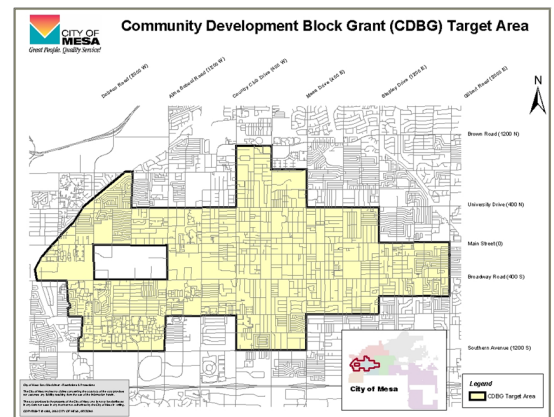 Community Development Block Grant (CDBG) Target Area
CITY OF
MESA
Great People. Quality Service!
Dobson Road (2000 W)
Alma School Road (1200 W)
Country Club Drive (400 W)
Mesa Drive (400 E)
Stapley Drive (1200 E)
Gilbert Road (2000 E)
N
Brown Road (1200 N)
University Drive (400 N)
Main Street (0)
Broadway Road (400 S)
Southern Avenue (1200 S)
City of Mesa
Legend
CDBG Target Area